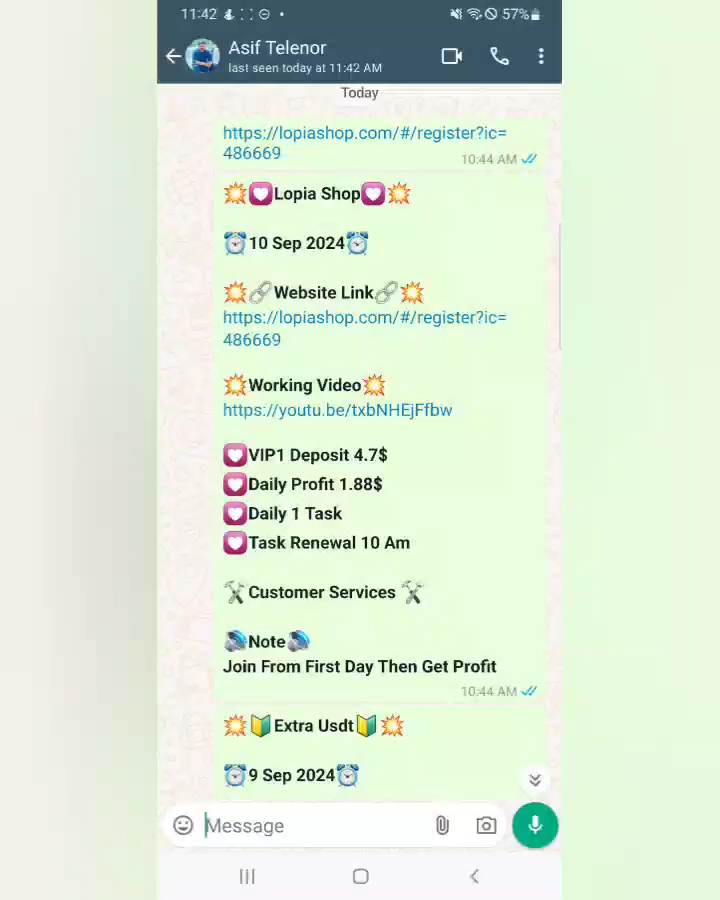 11:42
57%
Asif Telenor
last seen today at 11:42 AM
Today
https://lopiashop.com/#/register?ic=
486669
10:44 AM
💥💟Lopia Shop💟💥
⏰10 Sep 2024⏰
💥🔗Website Link🔗💥
https://lopiashop.com/#/register?ic=
486669
💥Working Video💥
https://youtu.be/txbNHEjFfbw
💟VIP1 Deposit 4.7$
💟Daily Profit 1.88$
💟Daily 1 Task
💟Task Renewal 10 Am
🛠Customer Services 🛠
🔊Note🔊
Join From First Day Then Get Profit
10:44 AM
💥🔰Extra Usdt🔰💥
⏰9 Sep 2024⏰
Message